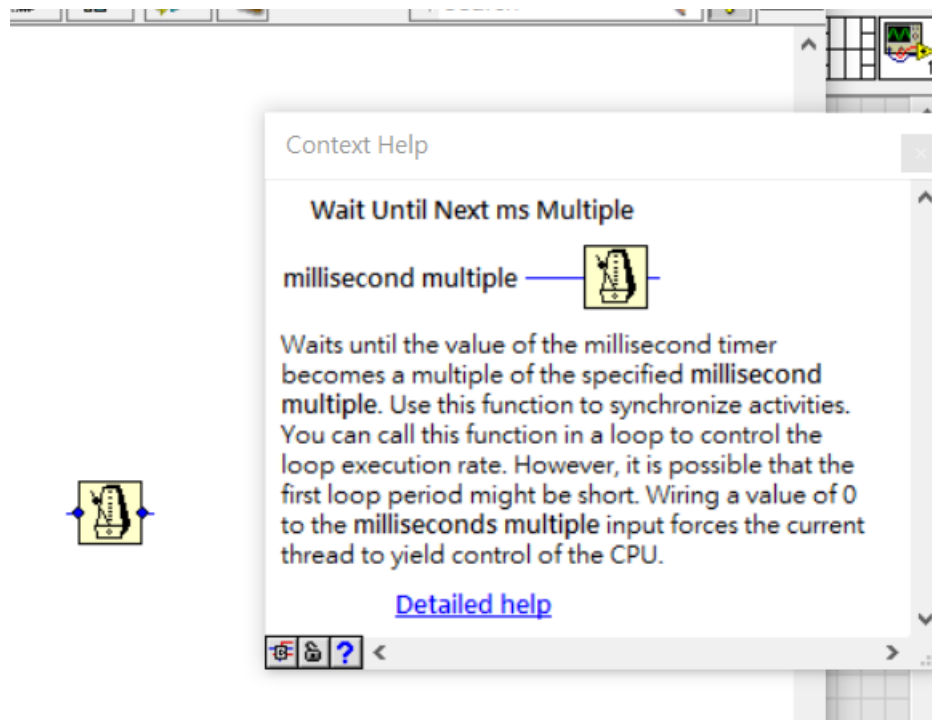 Context Help
Wait Until Next ms Multiple
millisecond multiple
Waits until the value of the millisecond timer
becomes a multiple of the specified millisecond
multiple. Use this function to synchronize activities.
You can call this function in a loop to control the
loop execution rate. However, it is possible that the
first loop period might be short. Wiring a value of 0
to the milliseconds multiple input forces the current
thread to yield control of the CPU.
Detailed help
?